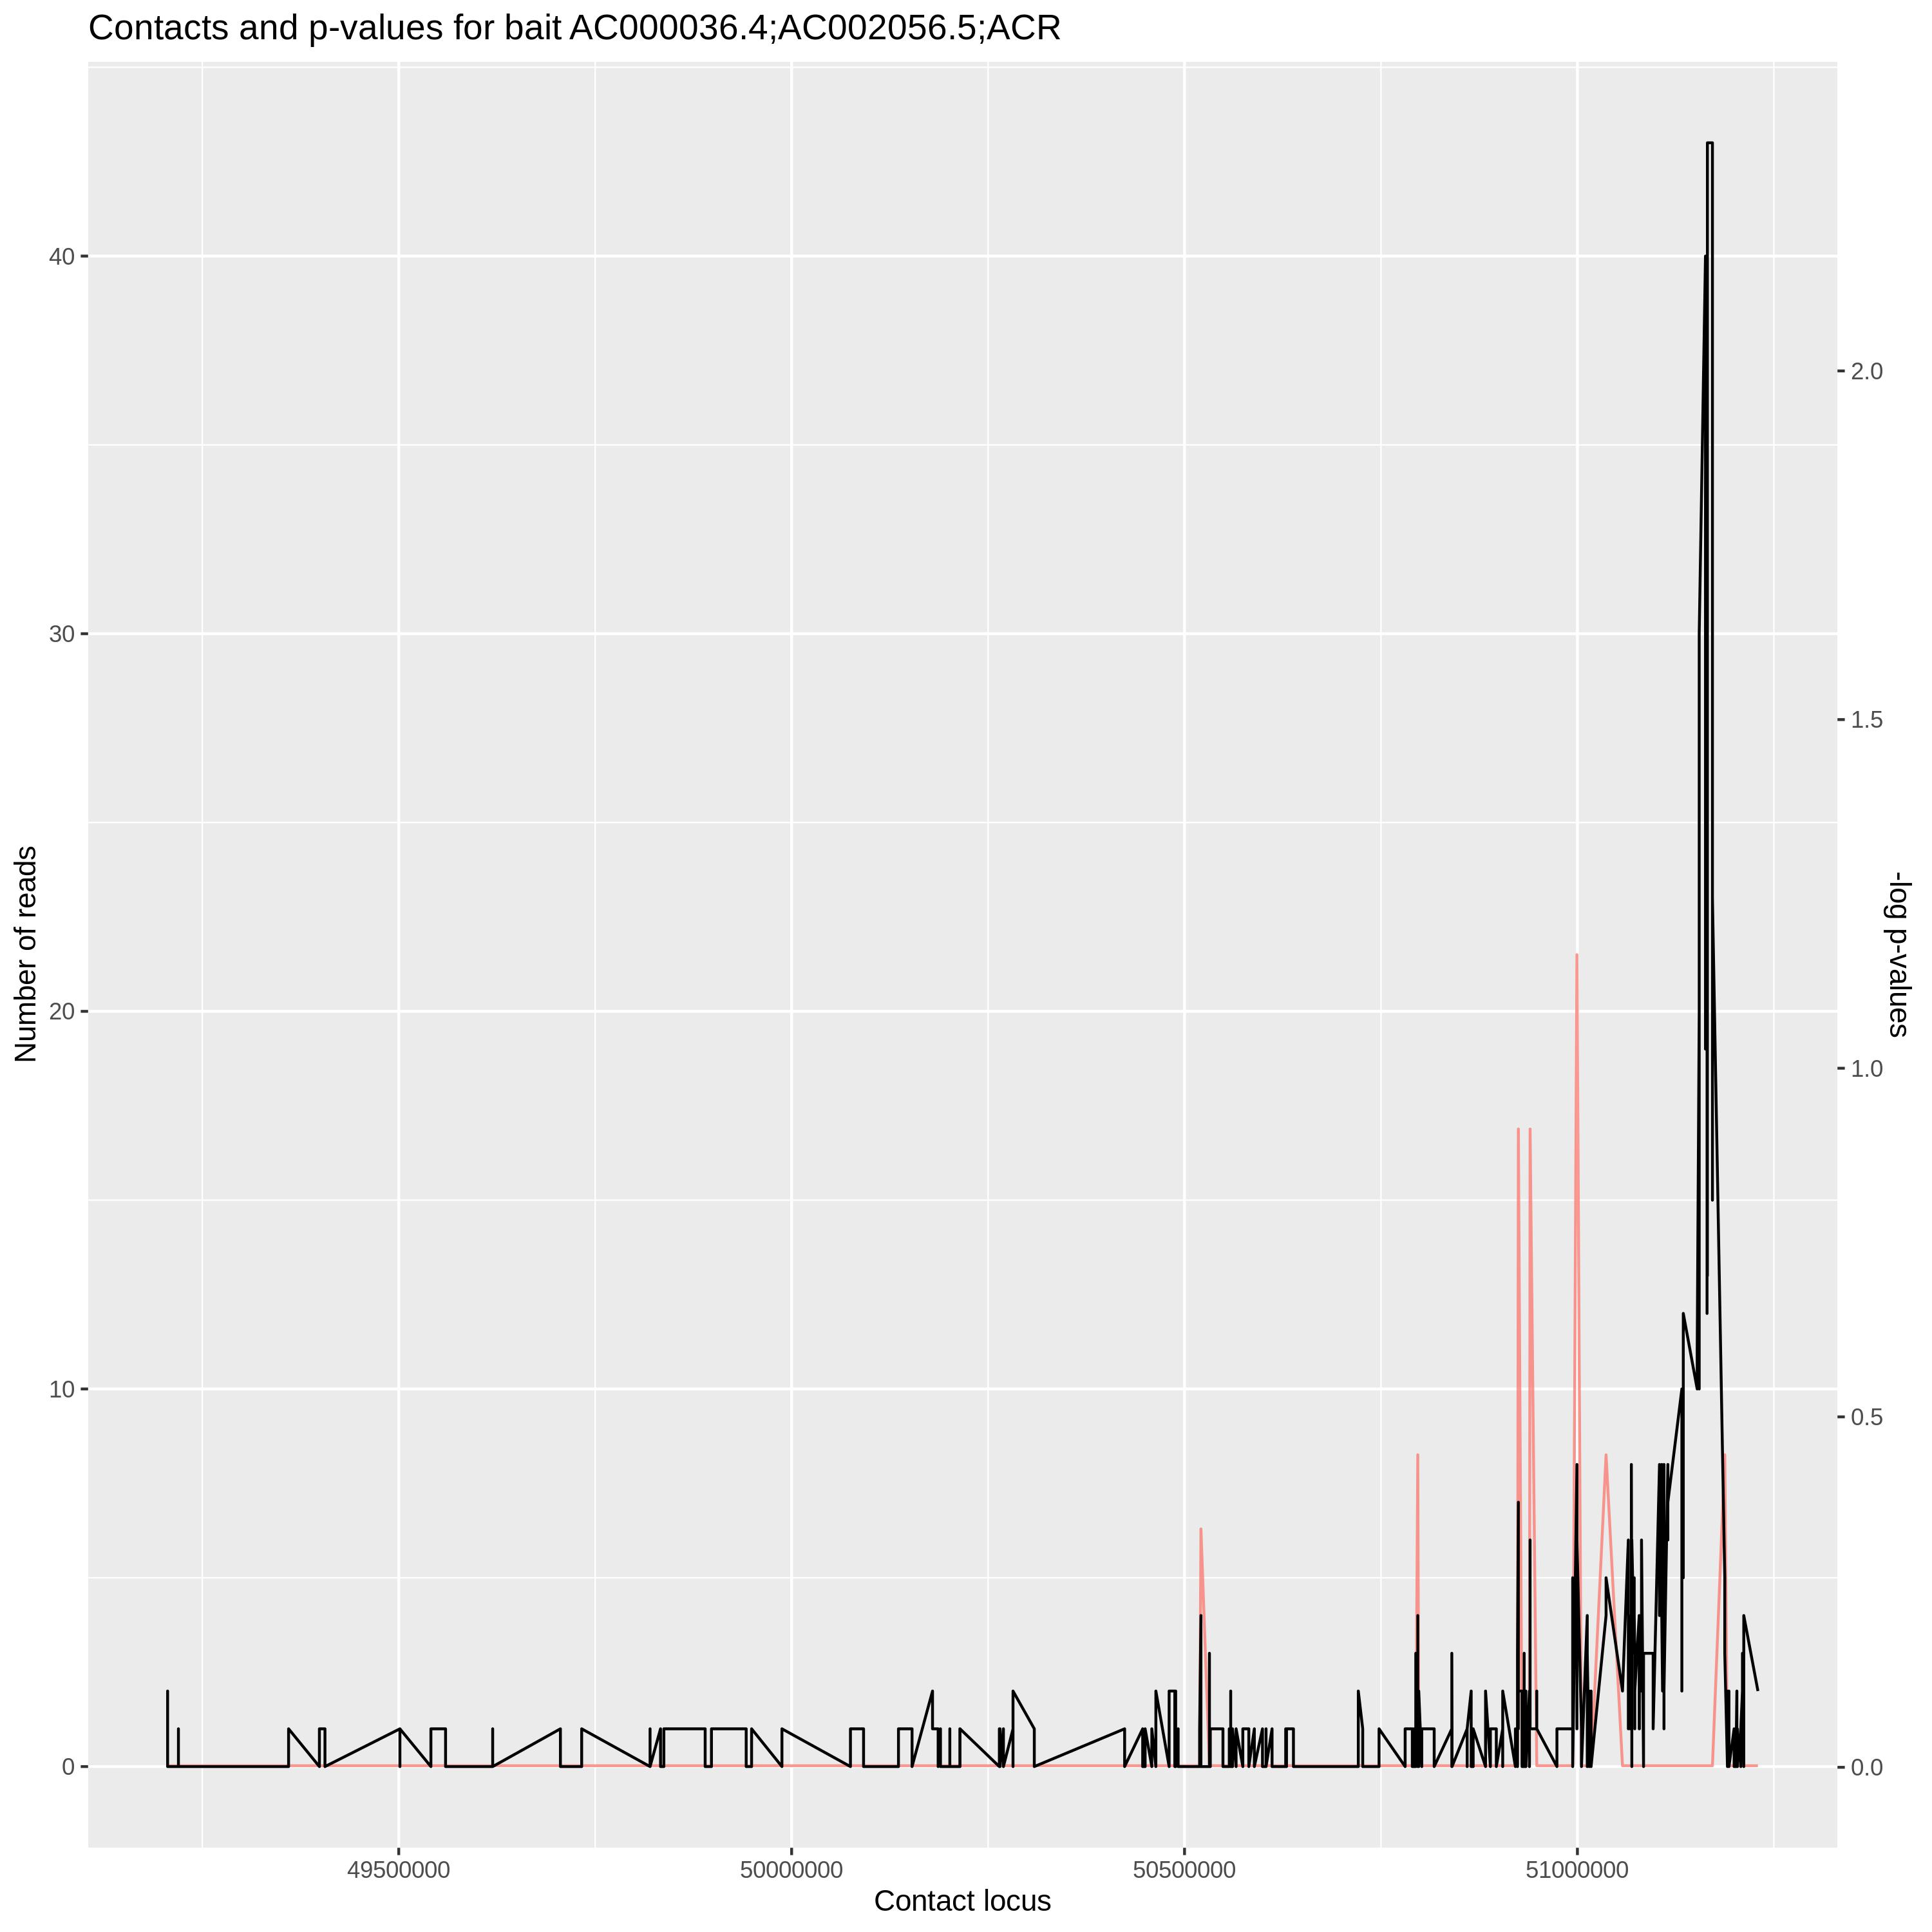 Contacts and p-values for bait AC000036.4;AC002056.5;ACR
40
30
20
10
0
Number of reads
2.0
1.5
1.0
0.5
0.0
-log p-values
49500000 50000000 50500000 51000000
Contact locus